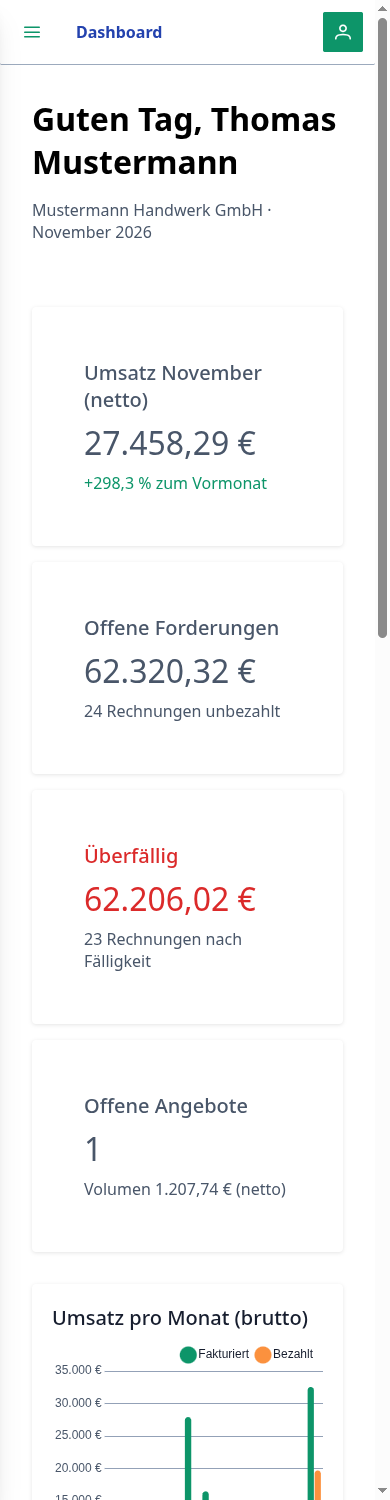 Dashboard
Guten Tag, Thomas
Mustermann
Mustermann Handwerk GmbH ·
November 2026
Umsatz November
(netto)
27.458,29 €
+298,3 % zum Vormonat
Offene Forderungen
62.320,32 €
24 Rechnungen unbezahlt
Überfällig
62.206,02 €
23 Rechnungen nach
Fälligkeit
Offene Angebote
1
Volumen 1.207,74 € (netto)
Umsatz pro Monat (brutto)
Fakturiert Bezahlt
35.000 €
30.000 €
25.000 €
20.000 €
15.000 €